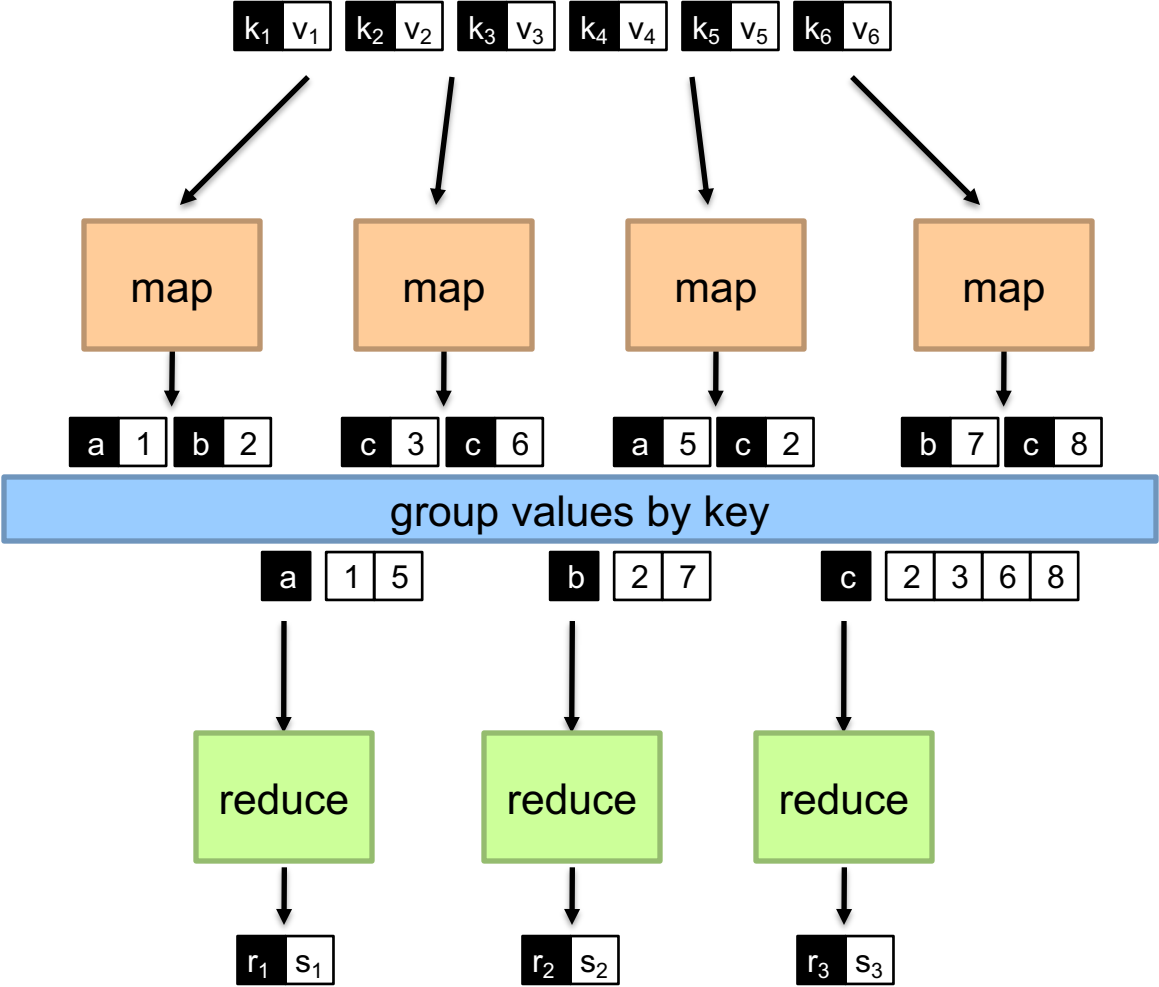 k₁ v₁ k₂ v₂ k₃ v₃ k₄ v₄ k₅ v₅ k₆ v₆
map map map map
a 1 b 2 c 3 c 6 a 5 c 2 b 7 c 8
group values by key
a 1 5 b 2 7 c 2 3 6 8
reduce reduce reduce
r₁ s₁ r₂ s₂ r₃ s₃